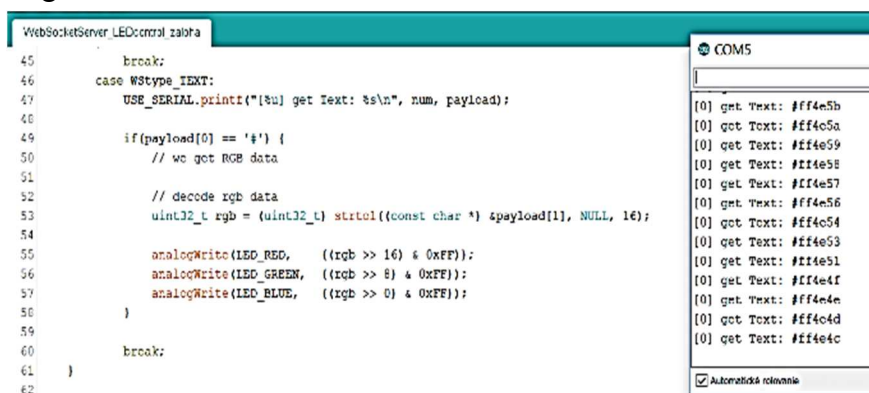 WebSocketServer_LEDcontrol_zaloha
45 break;
46 case WStype_TEXT:
47 USE_SERIAL.printf("[%u] get Text: %s\n", num, payload);
48
49 if(payload[0] == '#') {
50 // we get RGB data
51
52 // decode rgb data
53 uint32_t rgb = (uint32_t) strtol((const char *) &payload[1], NULL, 16);
54
55 analogWrite(LED_RED, ((rgb >> 16) & 0xFF));
56 analogWrite(LED_GREEN, ((rgb >> 8) & 0xFF));
57 analogWrite(LED_BLUE, ((rgb >> 0) & 0xFF));
58 }
59
60 break;
61 }
62
COM5
[0] get Text: #ff4e5b
[0] get Text: #ff4e5a
[0] get Text: #ff4e59
[0] get Text: #ff4e58
[0] get Text: #ff4e57
[0] get Text: #ff4e56
[0] get Text: #ff4e54
[0] get Text: #ff4e53
[0] get Text: #ff4e51
[0] get Text: #ff4e4f
[0] get Text: #ff4e4e
[0] get Text: #ff4e4d
[0] get Text: #ff4e4c
Automatické rolovanie